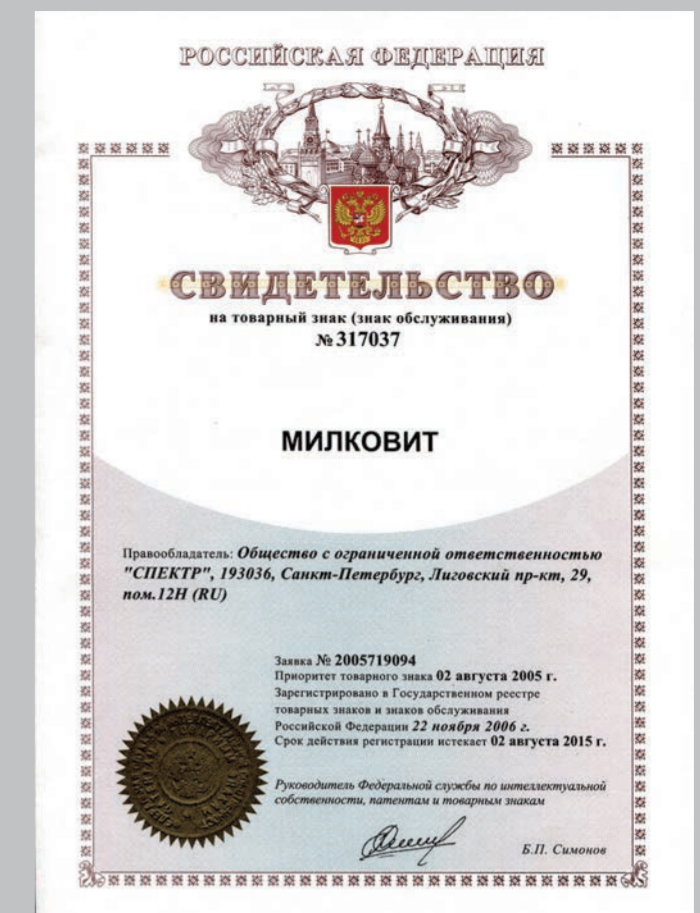 РОССИЙСКАЯ ФЕДЕРАЦИЯ
СВИДЕТЕЛЬСТВО
на товарный знак (знак обслуживания)
№ 317037
МИЛКОВИТ
Правообладатель: Общество с ограниченной ответственностью
"СПЕКТР", 193036, Санкт-Петербург, Лиговский пр-кт, 29,
пом.12Н (RU)
Заявка № 2005719094
Приоритет товарного знака 02 августа 2005 г.
Зарегистрировано в Государственном реестре
товарных знаков и знаков обслуживания
Российской Федерации 22 ноября 2006 г.
Срок действия регистрации истекает 02 августа 2015 г.
Руководитель Федеральной службы по интеллектуальной
собственности, патентам и товарным знакам
Б.П. Симонов